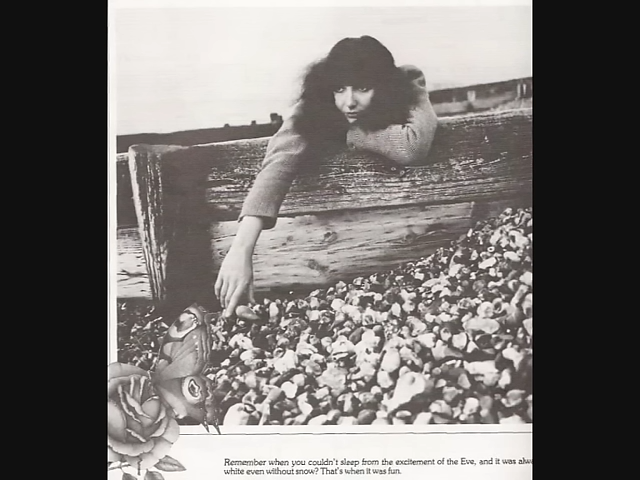 Remember when you couldn't sleep from the excitement of the Eve, and it was alw
white even without snow? That's when it was fun.